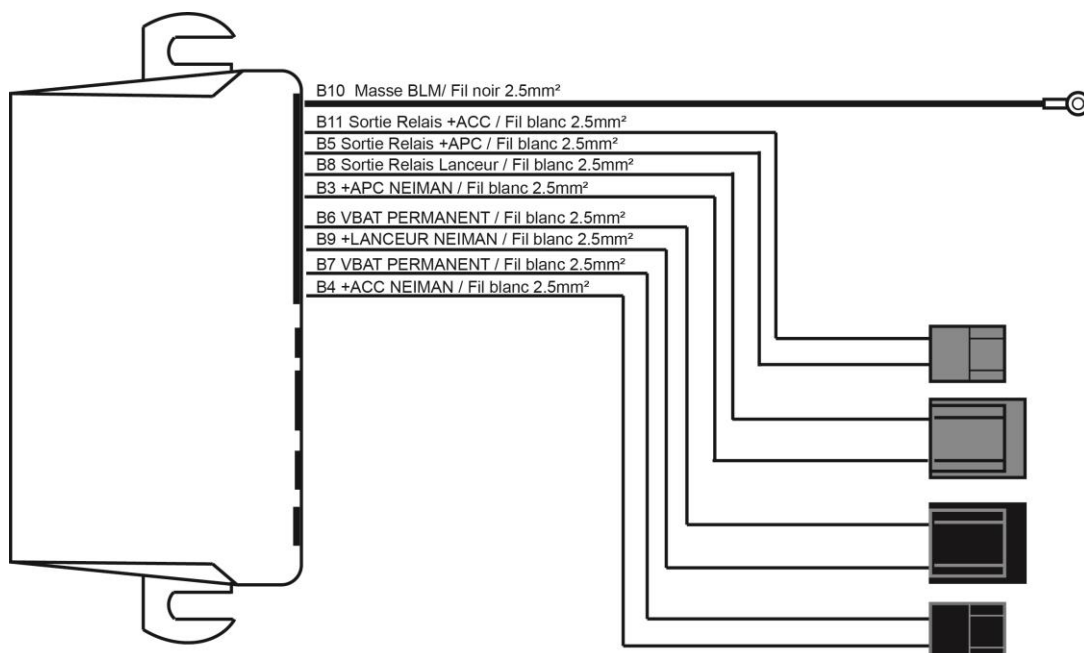 B10  Masse BLM/ Fil noir 2.5mm²
B11 Sortie Relais +ACC / Fil blanc 2.5mm²
B5 Sortie Relais +APC / Fil blanc 2.5mm²
B8 Sortie Relais Lanceur / Fil blanc 2.5mm²
B3 +APC NEIMAN / Fil blanc 2.5mm²
B6 VBAT PERMANENT / Fil blanc 2.5mm²
B9 +LANCEUR NEIMAN / Fil blanc 2.5mm²
B7 VBAT PERMANENT / Fil blanc 2.5mm²
B4 +ACC NEIMAN / Fil blanc 2.5mm²